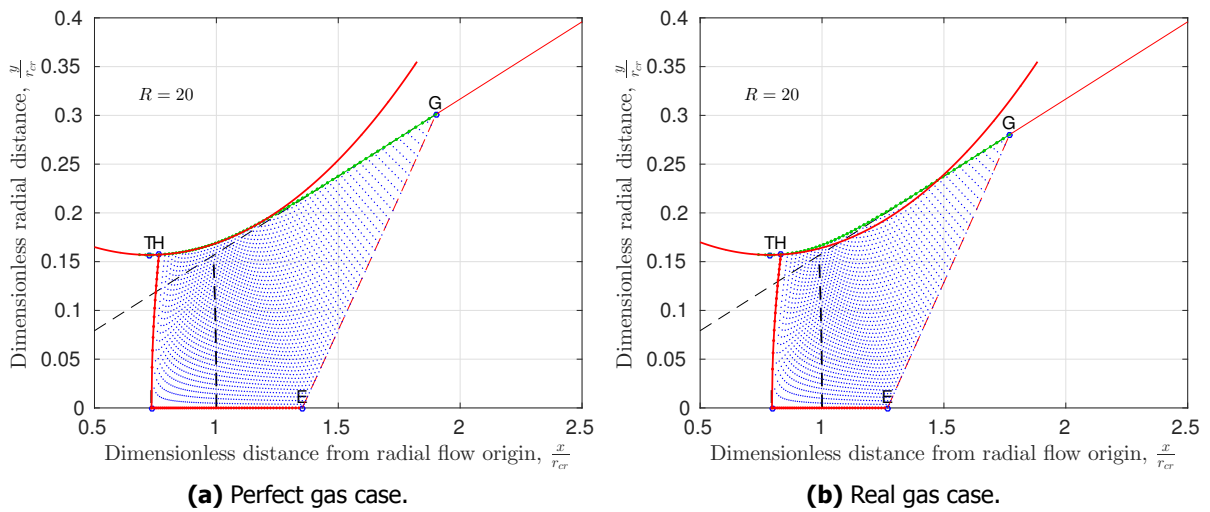 0.4
0.35
0.3
0.25
0.2
0.15
0.1
0.05
0
0.5
1
1.5
2
2.5
Dimensionless radial distance, y/r_cr
R = 20
TH
G
E
Dimensionless distance from radial flow origin, x/r_cr
(a) Perfect gas case.
0.4
0.35
0.3
0.25
0.2
0.15
0.1
0.05
0
0.5
1
1.5
2
2.5
Dimensionless radial distance, y/r_cr
R = 20
TH
G
E
Dimensionless distance from radial flow origin, x/r_cr
(b) Real gas case.